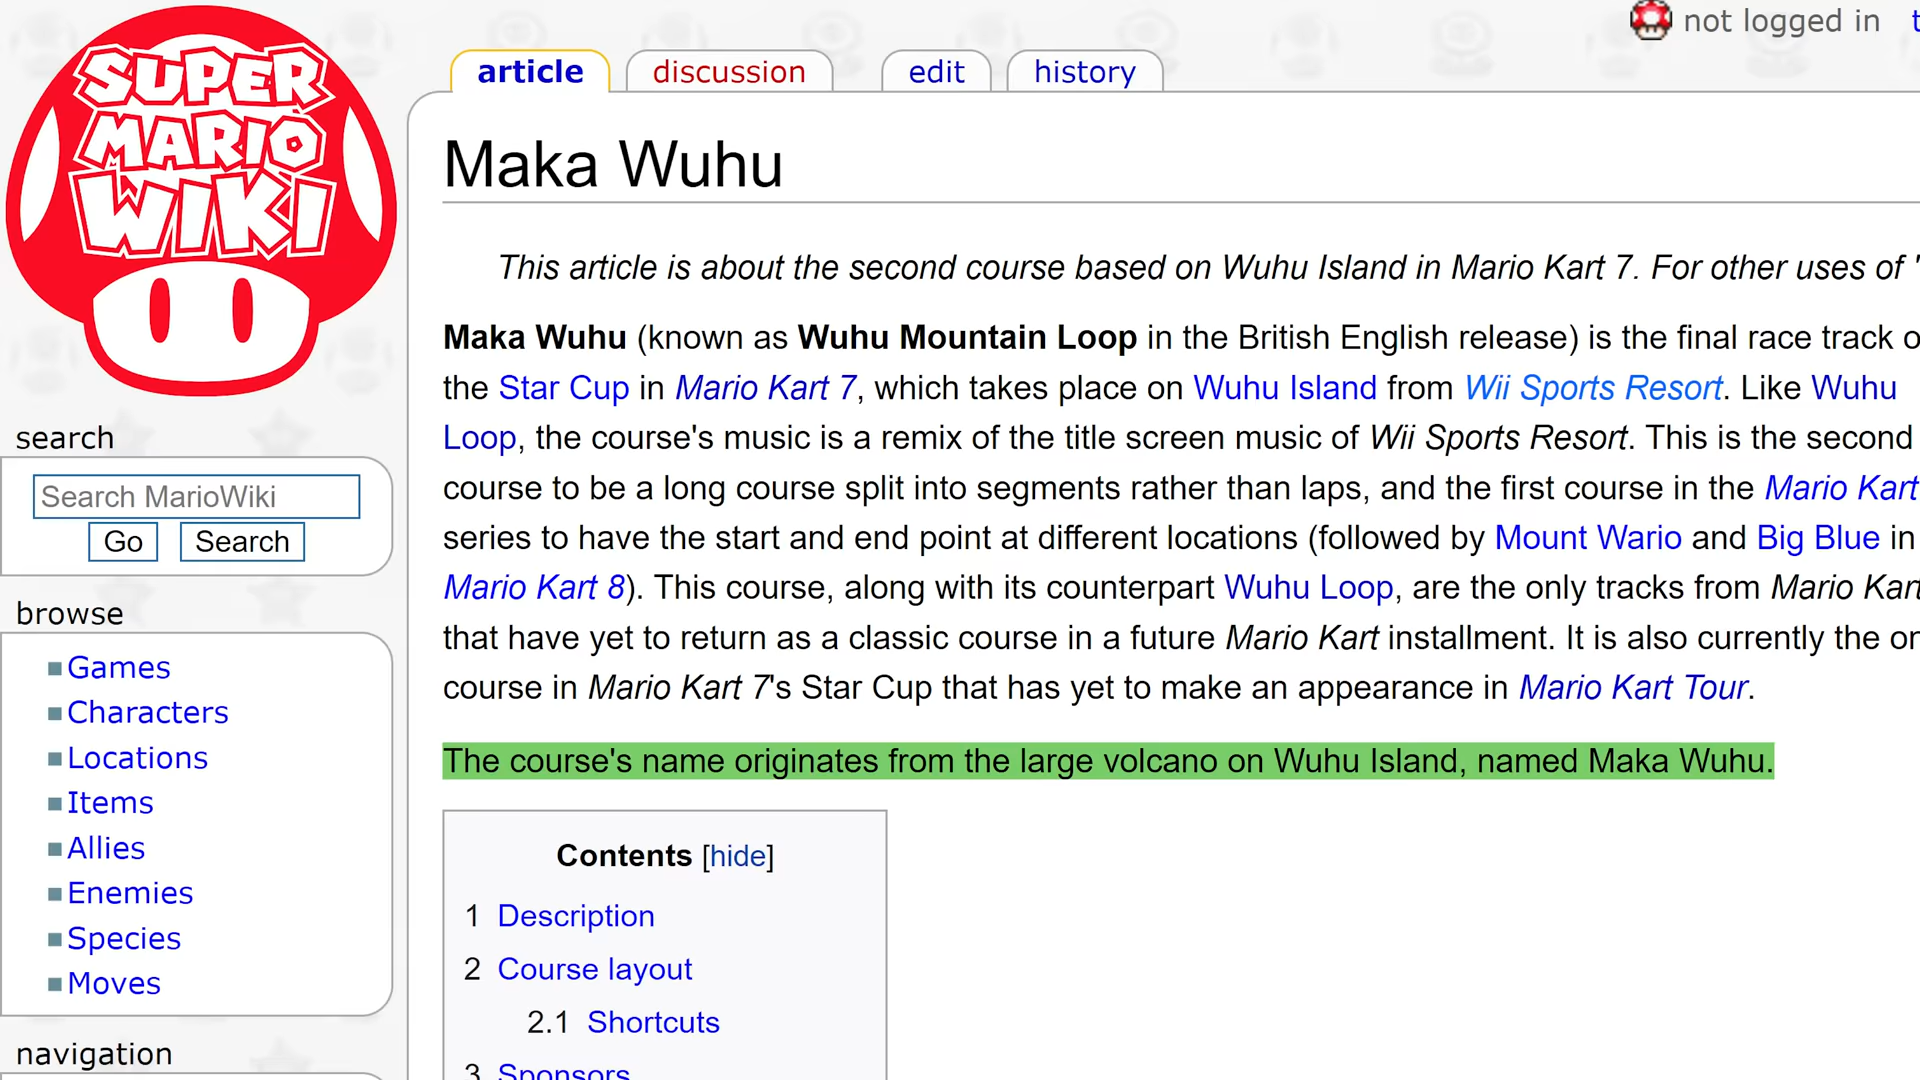 SUPER
MARIO
WIKI
not logged in
article
discussion
edit
history
Maka Wuhu
This article is about the second course based on Wuhu Island in Mario Kart 7. For other uses of "
Maka Wuhu (known as Wuhu Mountain Loop in the British English release) is the final race track
the Star Cup in Mario Kart 7, which takes place on Wuhu Island from Wii Sports Resort. Like Wuhu
Loop, the course's music is a remix of the title screen music of Wii Sports Resort. This is the second
course to be a long course split into segments rather than laps, and the first course in the Mario Kart
series to have the start and end point at different locations (followed by Mount Wario and Big Blue in
Mario Kart 8). This course, along with its counterpart Wuhu Loop, are the only tracks from Mario Kart
that have yet to return as a classic course in a future Mario Kart installment. It is also currently the
course in Mario Kart 7's Star Cup that has yet to make an appearance in Mario Kart Tour.
The course's name originates from the large volcano on Wuhu Island, named Maka Wuhu.
search
Search MarioWiki
Go
Search
browse
Games
Characters
Locations
Items
Allies
Enemies
Species
Moves
navigation
Contents [hide]
1 Description
2 Course layout
2.1 Shortcuts
3 Sponsors